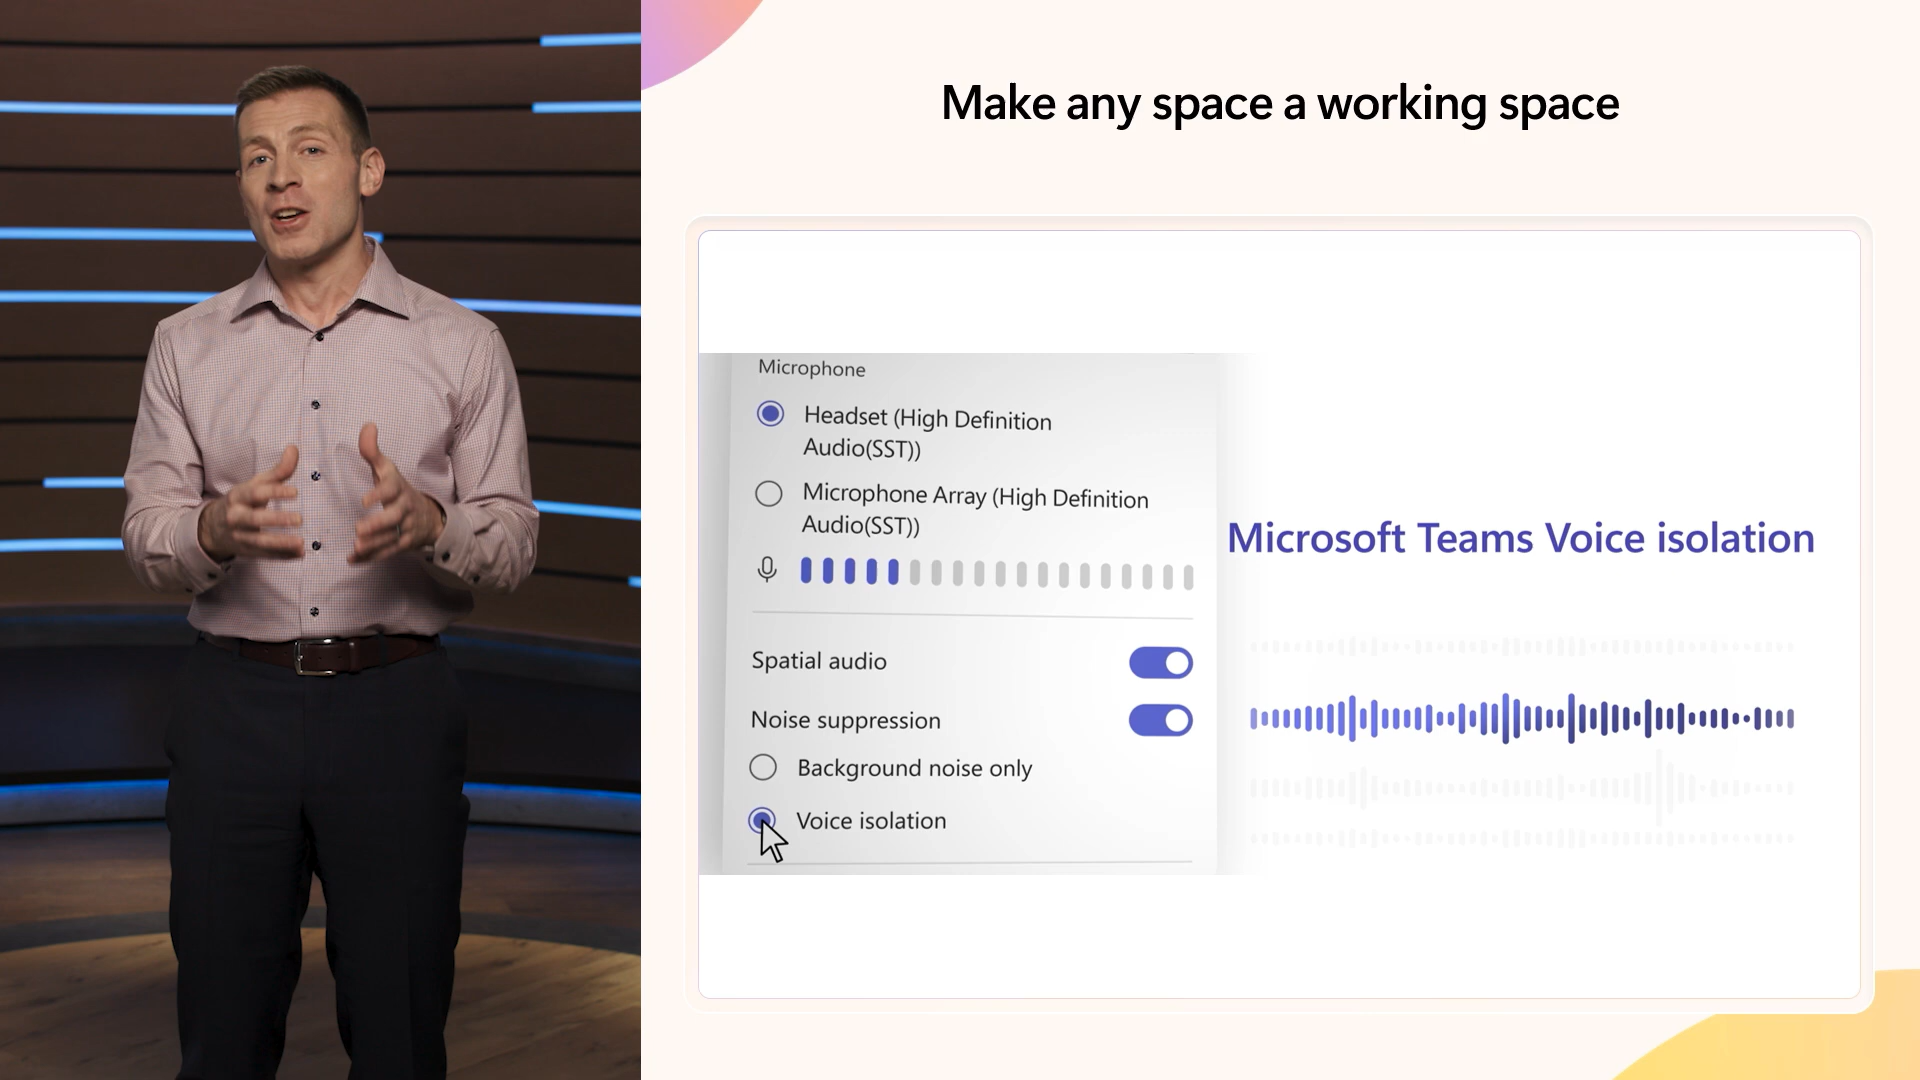 Make any space a working space
Microphone
Headset (High Definition
Audio(SST))
Microphone Array (High Definition
Audio(SST))
Spatial audio
Noise suppression
Background noise only
Voice isolation
Microsoft Teams Voice isolation